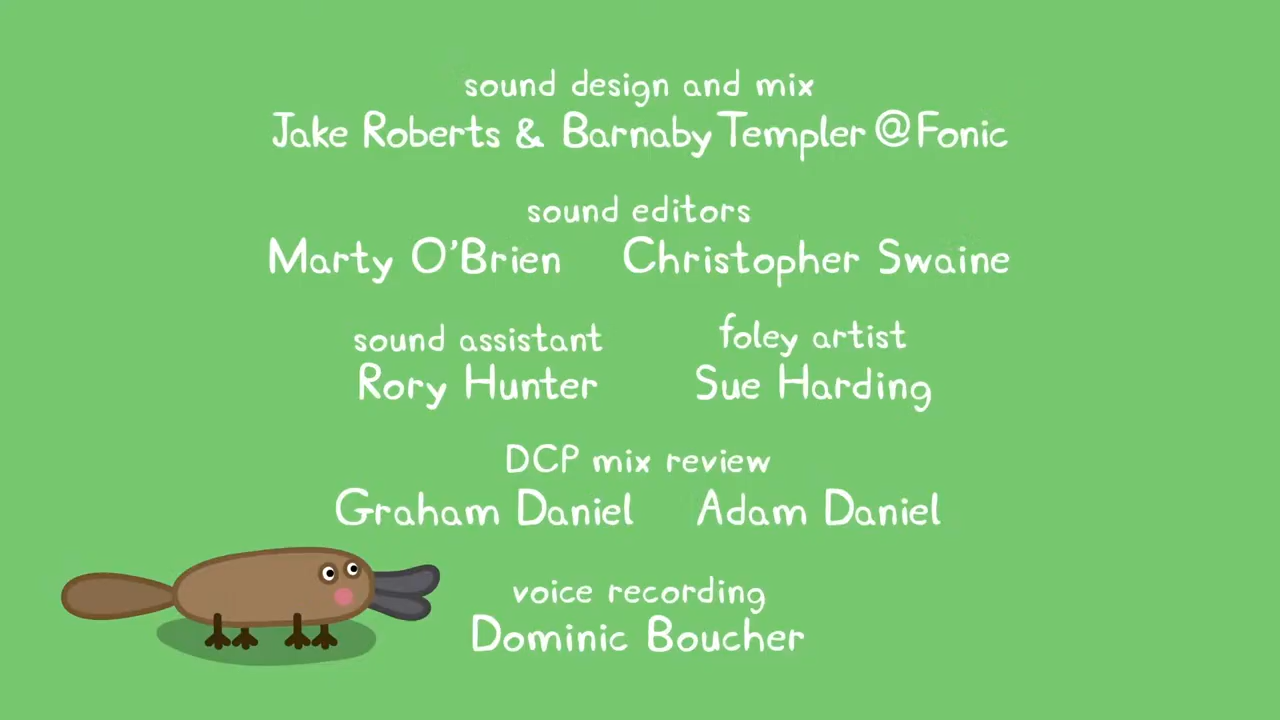 sound design and mix
Jake Roberts & Barnaby Templer @ Fonic
sound editors
Marty O'Brien Christopher Swaine
sound assistant foley artist
Rory Hunter Sue Harding
DCP mix review
Graham Daniel Adam Daniel
voice recording
Dominic Boucher